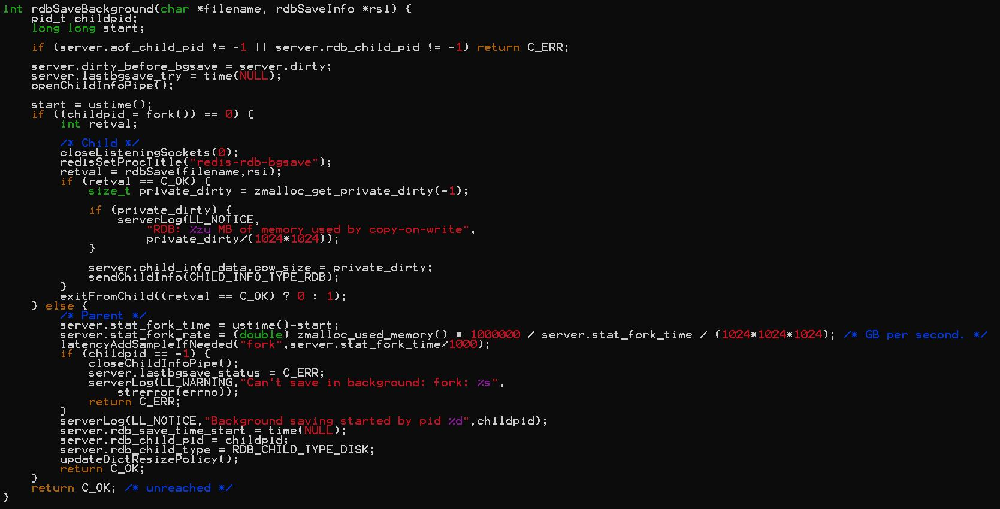 int rdbSaveBackground(char *filename, rdbSaveInfo *rsi) {
    pid_t childpid;
    long long start;

    if (server.aof_child_pid != -1 || server.rdb_child_pid != -1) return C_ERR;

    server.dirty_before_bgsave = server.dirty;
    server.lastbgsave_try = time(NULL);
    openChildInfoPipe();

    start = ustime();
    if ((childpid = fork()) == 0) {
        int retval;

        /* Child */
        closeListeningSockets(0);
        redisSetProcTitle("redis-rdb-bgsave");
        retval = rdbSave(filename,rsi);
        if (retval == C_OK) {
            size_t private_dirty = zmalloc_get_private_dirty(-1);

            if (private_dirty) {
                serverLog(LL_NOTICE,
                    "RDB: %zu MB of memory used by copy-on-write",
                    private_dirty/(1024*1024));
            }

            server.child_info_data.cow_size = private_dirty;
            sendChildInfo(CHILD_INFO_TYPE_RDB);
        }
        exitFromChild((retval == C_OK) ? 0 : 1);
    } else {
        /* Parent */
        server.stat_fork_time = ustime()-start;
        server.stat_fork_rate = (double) zmalloc_used_memory() * 1000000 / server.stat_fork_time / (1024*1024*1024); /* GB per second. */
        latencyAddSampleIfNeeded("fork",server.stat_fork_time/1000);
        if (childpid == -1) {
            closeChildInfoPipe();
            server.lastbgsave_status = C_ERR;
            serverLog(LL_WARNING,"Can't save in background: fork: %s",
                strerror(errno));
            return C_ERR;
        }
        serverLog(LL_NOTICE,"Background saving started by pid %d",childpid);
        server.rdb_save_time_start = time(NULL);
        server.rdb_child_pid = childpid;
        server.rdb_child_type = RDB_CHILD_TYPE_DISK;
        updateDictResizePolicy();
        return C_OK;
    }
    return C_OK; /* unreached */
}